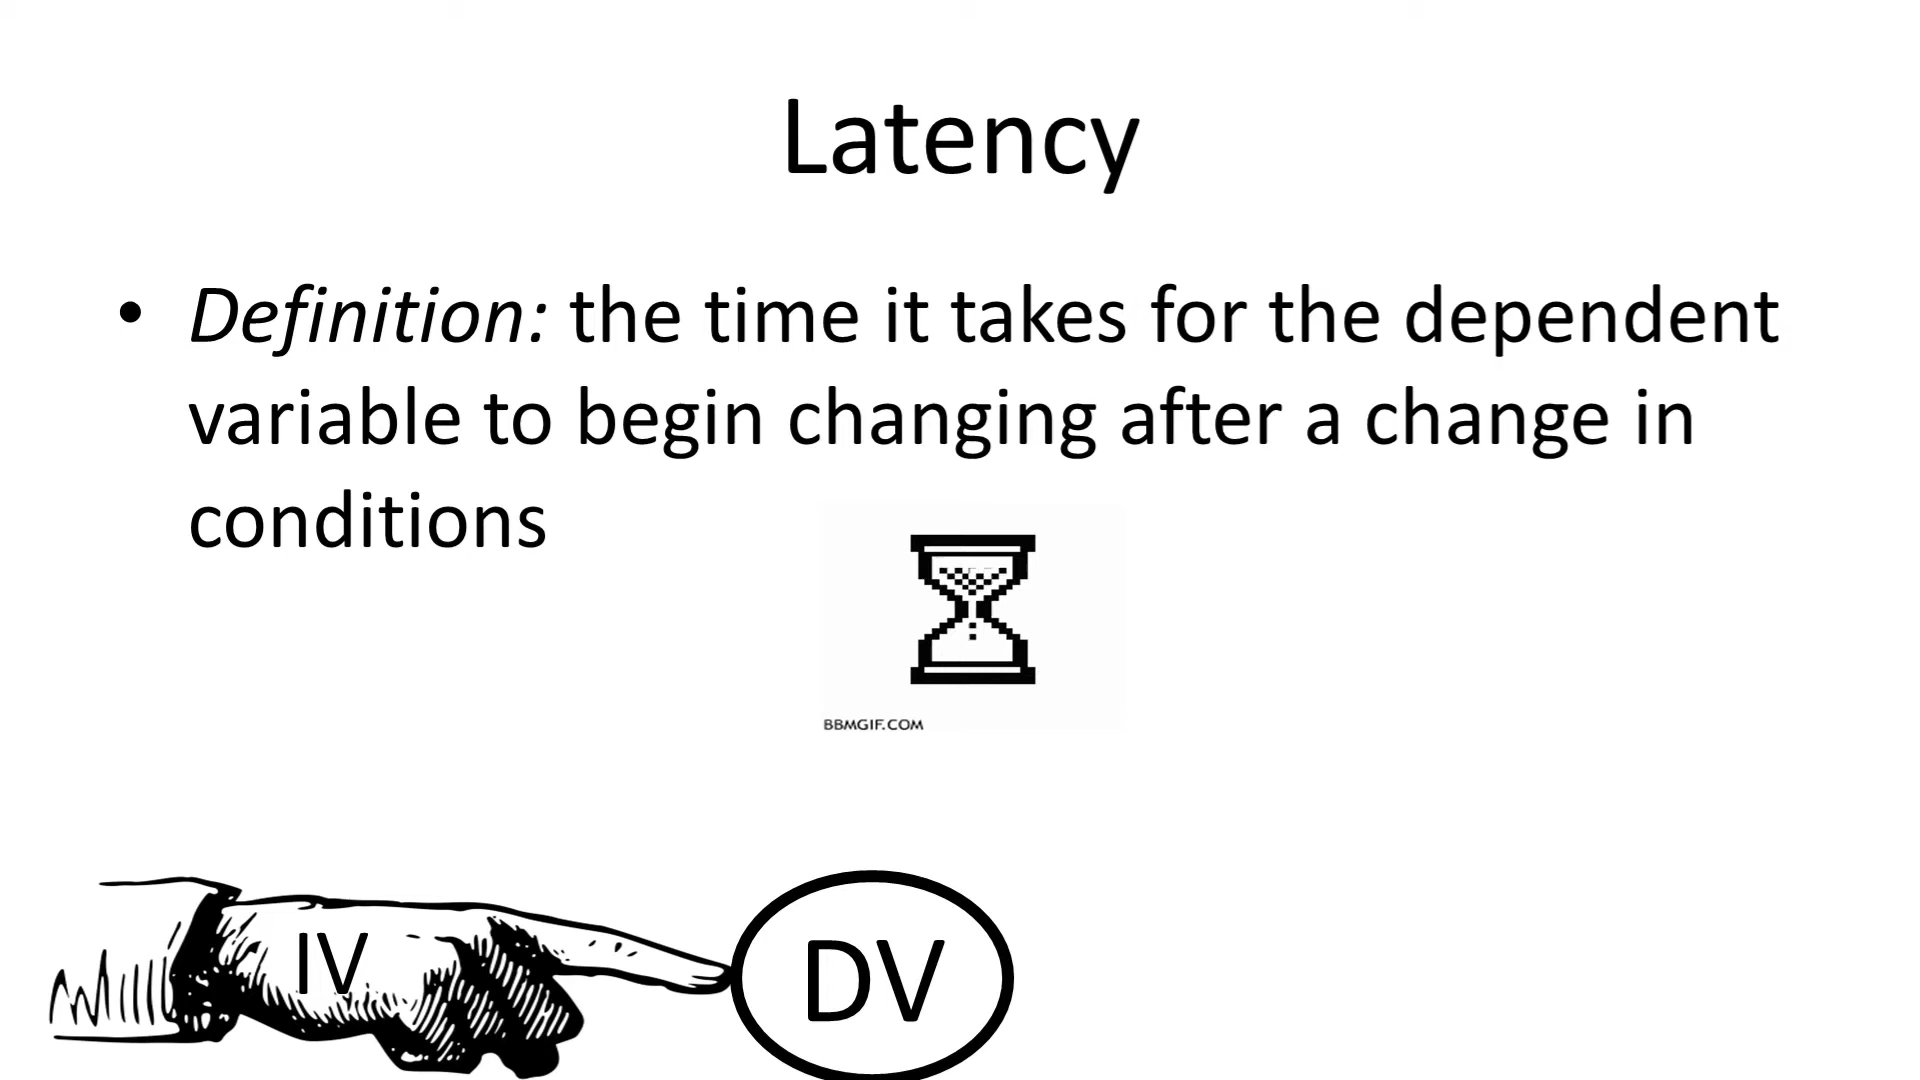 Latency
• Definition: the time it takes for the dependent
variable to begin changing after a change in
conditions
BBMGIF.COM
IV
DV